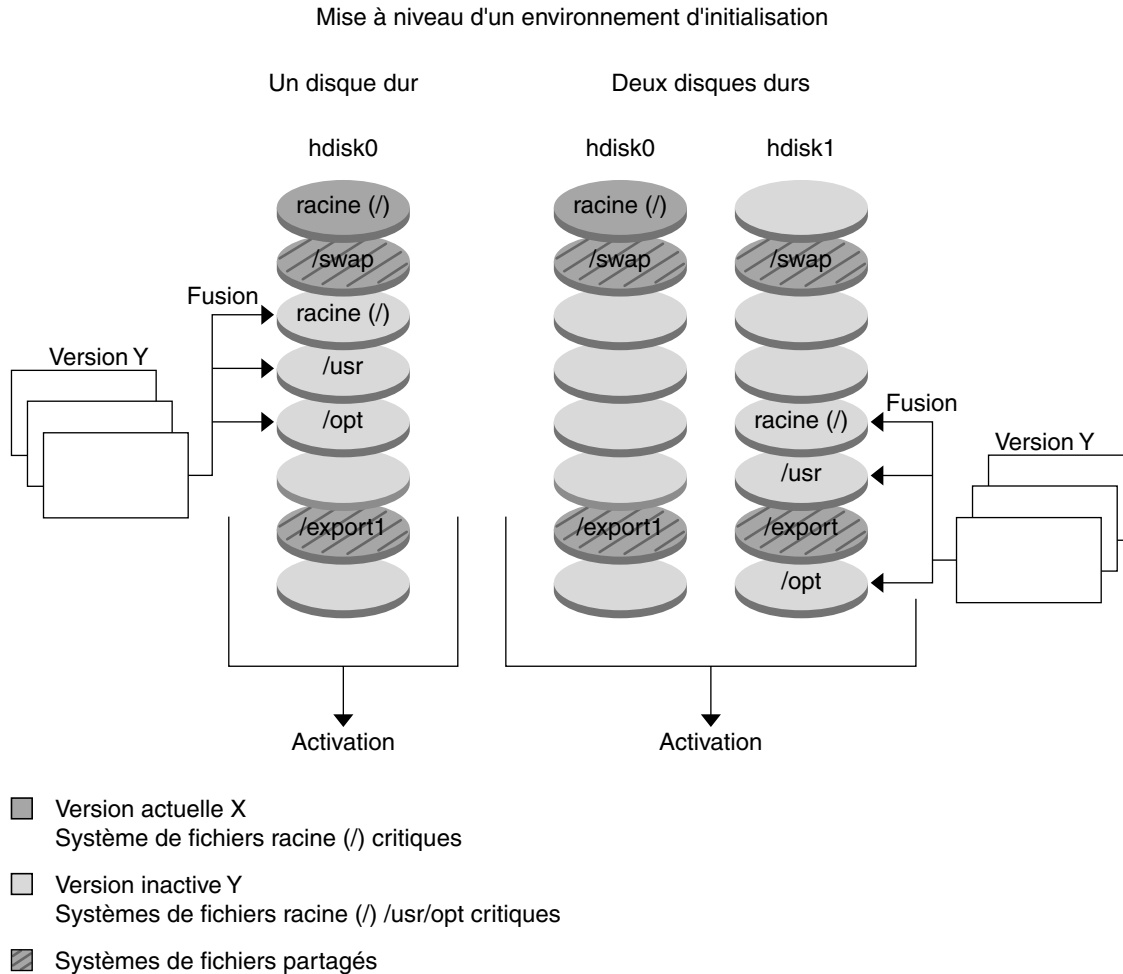 Mise à niveau d'un environnement d'initialisation
Un disque dur
hdisk0
racine (/)
/swap
racine (/)
/usr
/opt
/export1
Fusion
Version Y
Activation
Deux disques durs
hdisk0
racine (/)
/swap
/export1
hdisk1
/swap
racine (/)
/usr
/export
/opt
Fusion
Version Y
Activation
Version actuelle X
Système de fichiers racine (/) critiques
Version inactive Y
Systèmes de fichiers racine (/) /usr/opt critiques
Systèmes de fichiers partagés